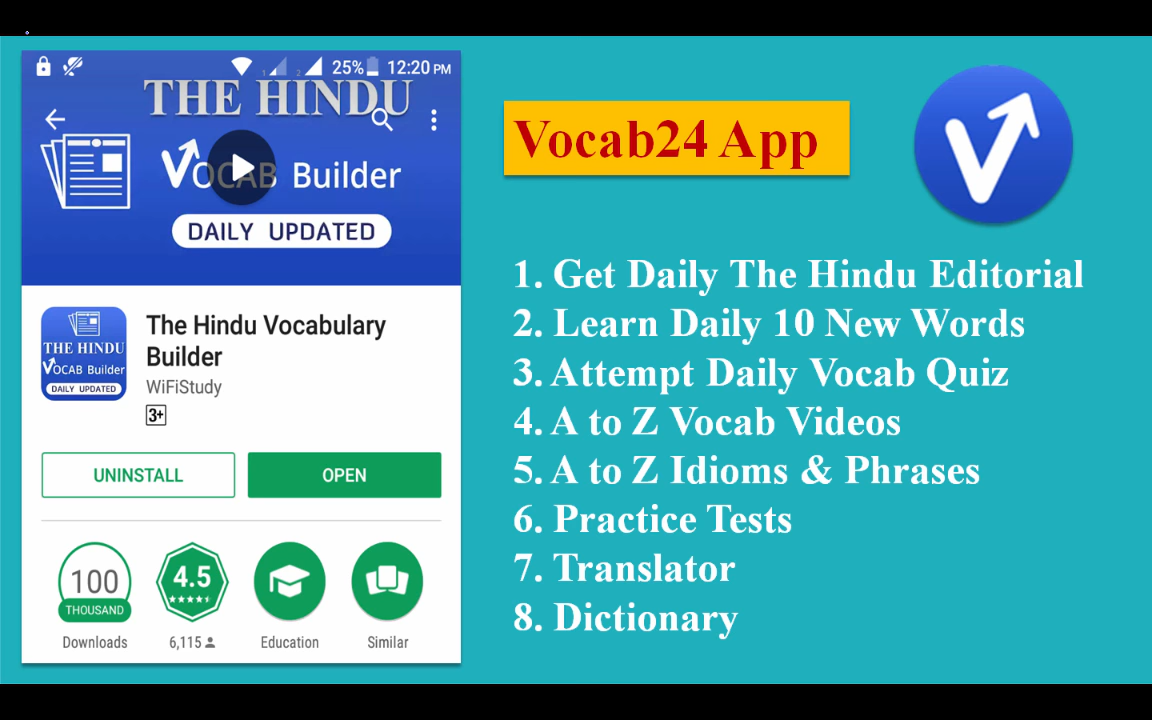 25% 12:20 PM
THE HINDU
VOCAB Builder
DAILY UPDATED
The Hindu Vocabulary
Builder
WiFiStudy
3+
THE HINDU
VOCAB Builder
DAILY UPDATED
UNINSTALL
OPEN
100
THOUSAND
Downloads
4.5
6,115
Education
Similar
Vocab24 App
V
1. Get Daily The Hindu Editorial
2. Learn Daily 10 New Words
3. Attempt Daily Vocab Quiz
4. A to Z Vocab Videos
5. A to Z Idioms & Phrases
6. Practice Tests
7. Translator
8. Dictionary